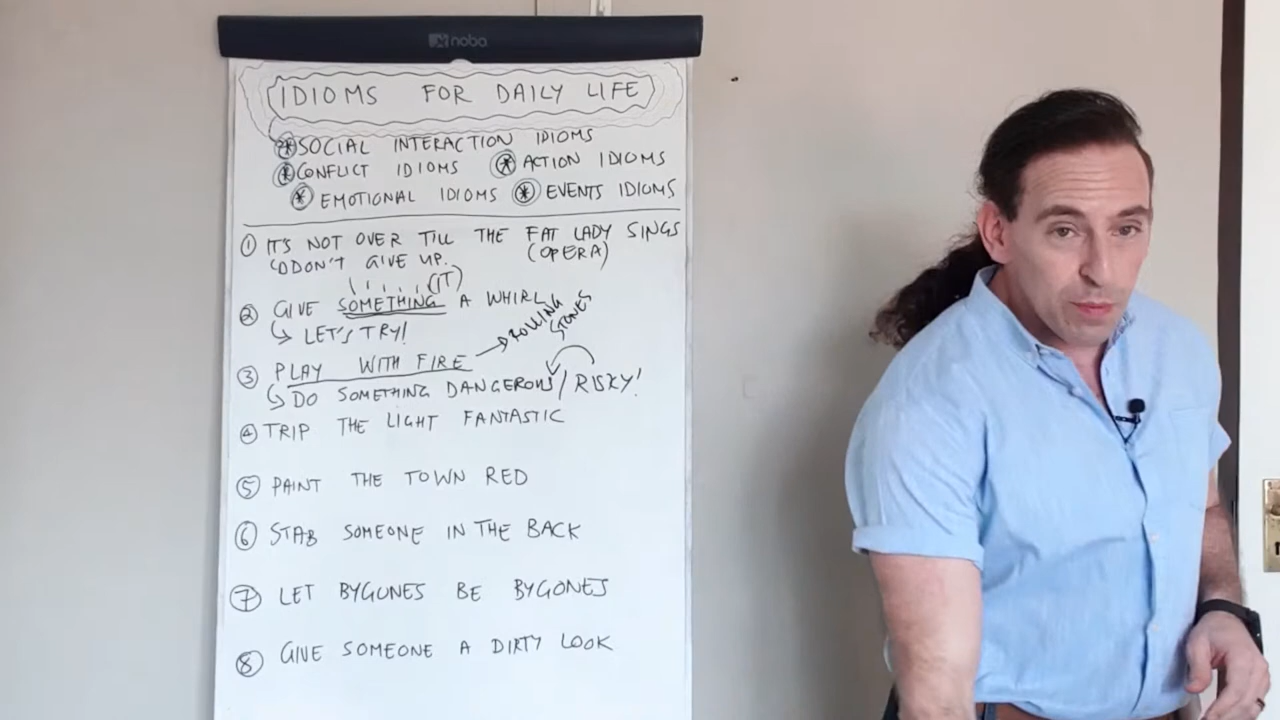 noba
IDIOMS FOR DAILY LIFE
SOCIAL INTERACTION IDIOMS
CONFLICT IDIOMS ACTION IDIOMS
EMOTIONAL IDIOMS EVENTS IDIOMS
1 IT'S NOT OVER TILL THE FAT LADY SINGS
DON'T GIVE UP. (OPERA)
(IT)
2 GIVE SOMETHING A WHIRL
LET'S TRY!
ROLLING STONES
3 PLAY WITH FIRE
DO SOMETHING DANGEROUS/RISKY!
4 TRIP THE LIGHT FANTASTIC
5 PAINT THE TOWN RED
6 STAB SOMEONE IN THE BACK
7 LET BYGONES BE BYGONES
8 GIVE SOMEONE A DIRTY LOOK